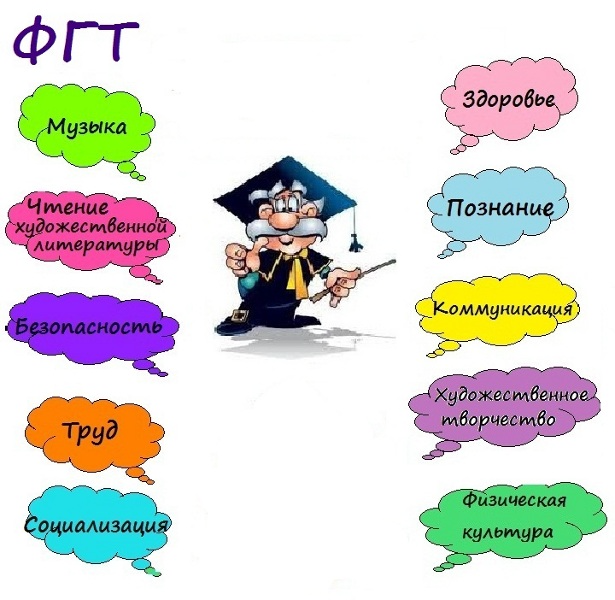 ФГТ
Музыка
Чтение
художественной
литературы
Безопасность
Труд
Социализация
Здоровье
Познание
Коммуникация
Художественное
творчество
Физическая
культура